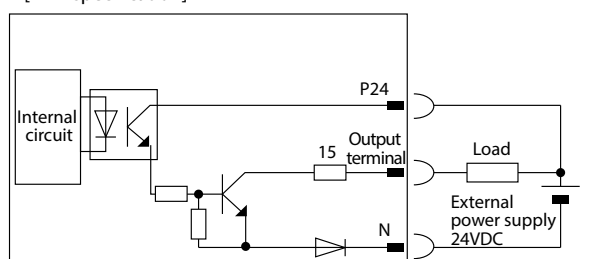 P24
Internal
circuit
Output
terminal
15
Load
N
External
power supply
24VDC